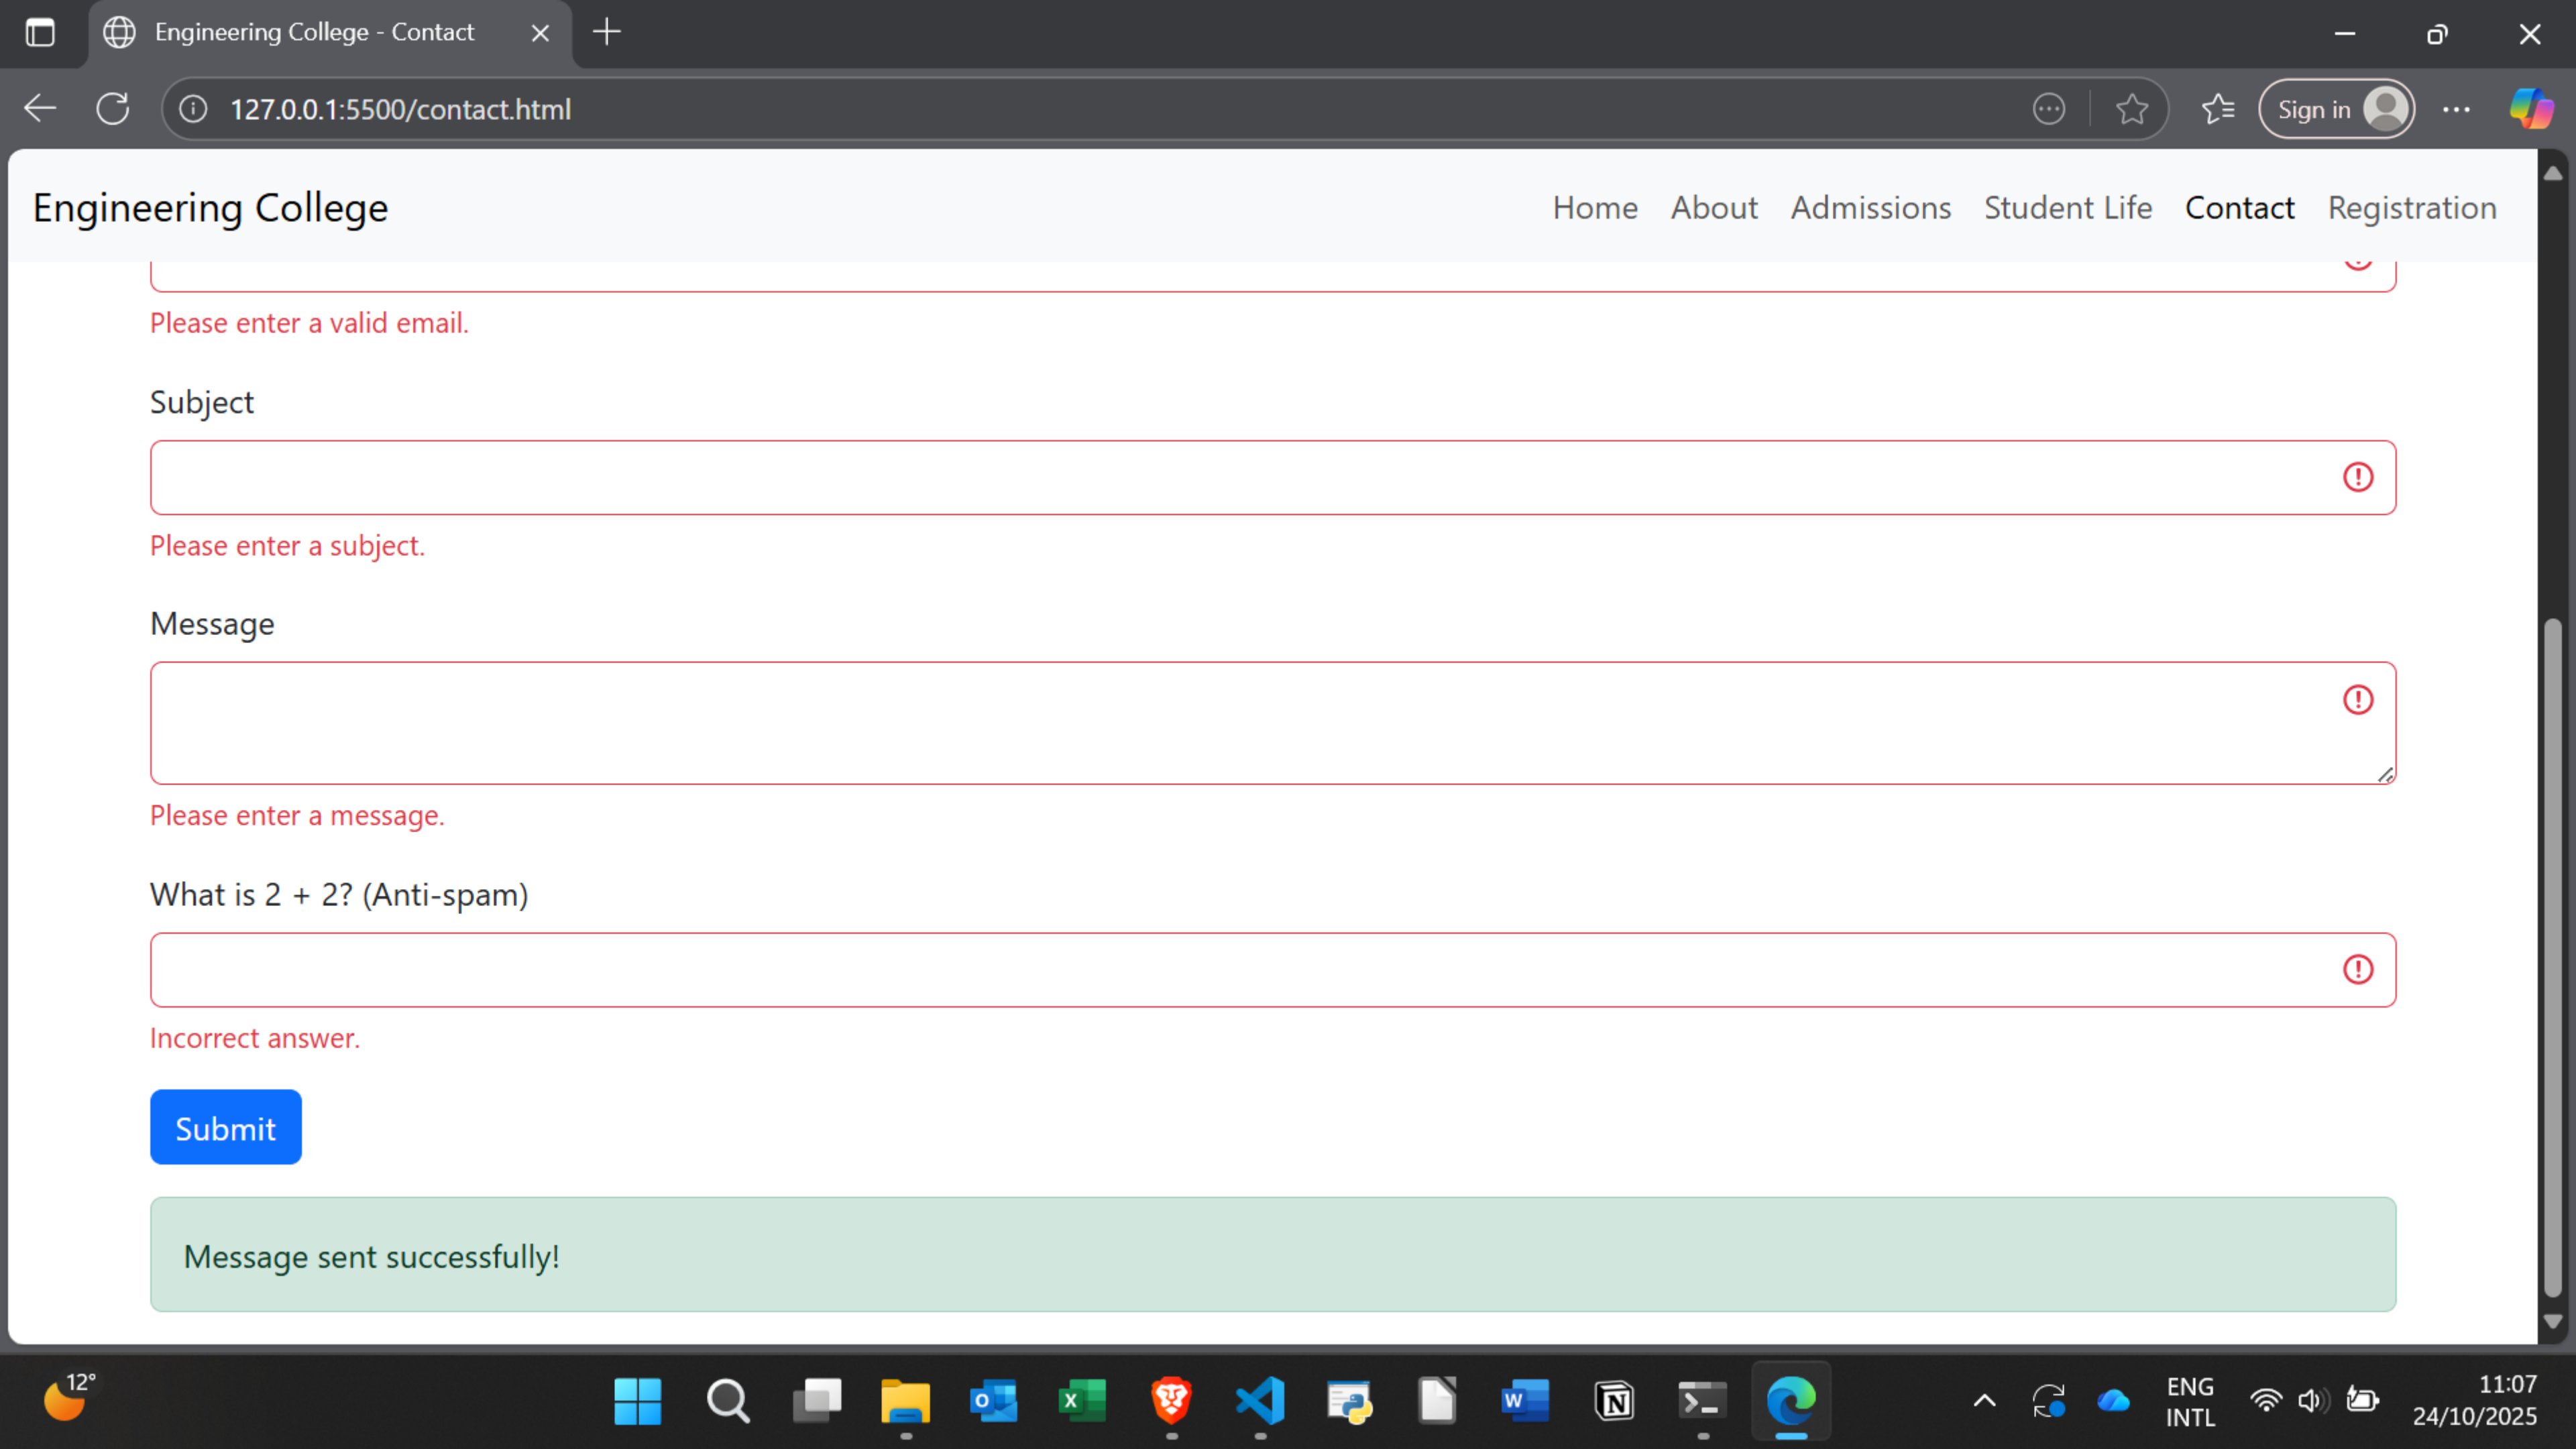 Engineering College - Contact
127.0.0.1:5500/contact.html
Sign in
Engineering College
Home About Admissions Student Life Contact Registration
Please enter a valid email.
Subject
Please enter a subject.
Message
Please enter a message.
What is 2 + 2? (Anti-spam)
Incorrect answer.
Submit
Message sent successfully!
12°
ENG
INTL
11:07
24/10/2025